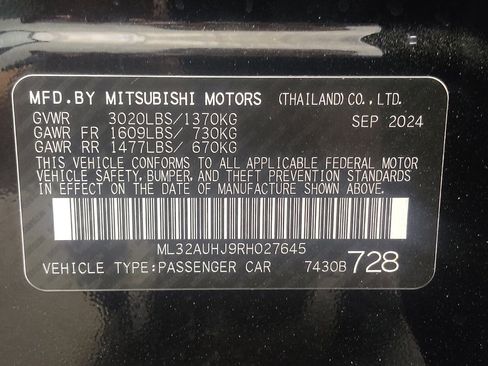 MFD.BY MITSUBISHI MOTORS (THAILAND) CO., LTD.
GVWR 3020LBS/1370KG SEP 2024
GAWR FR 1609LBS/ 730KG
GAWR RR 1477LBS/ 670KG
THIS VEHICLE CONFORMS TO ALL APPLICABLE FEDERAL MOTOR
VEHICLE SAFETY, BUMPER, AND THEFT PREVENTION STANDARDS
IN EFFECT ON THE DATE OF MANUFACTURE SHOWN ABOVE.
ML32AUHJ9RH027645
VEHICLE TYPE:PASSENGER CAR 7430B 728